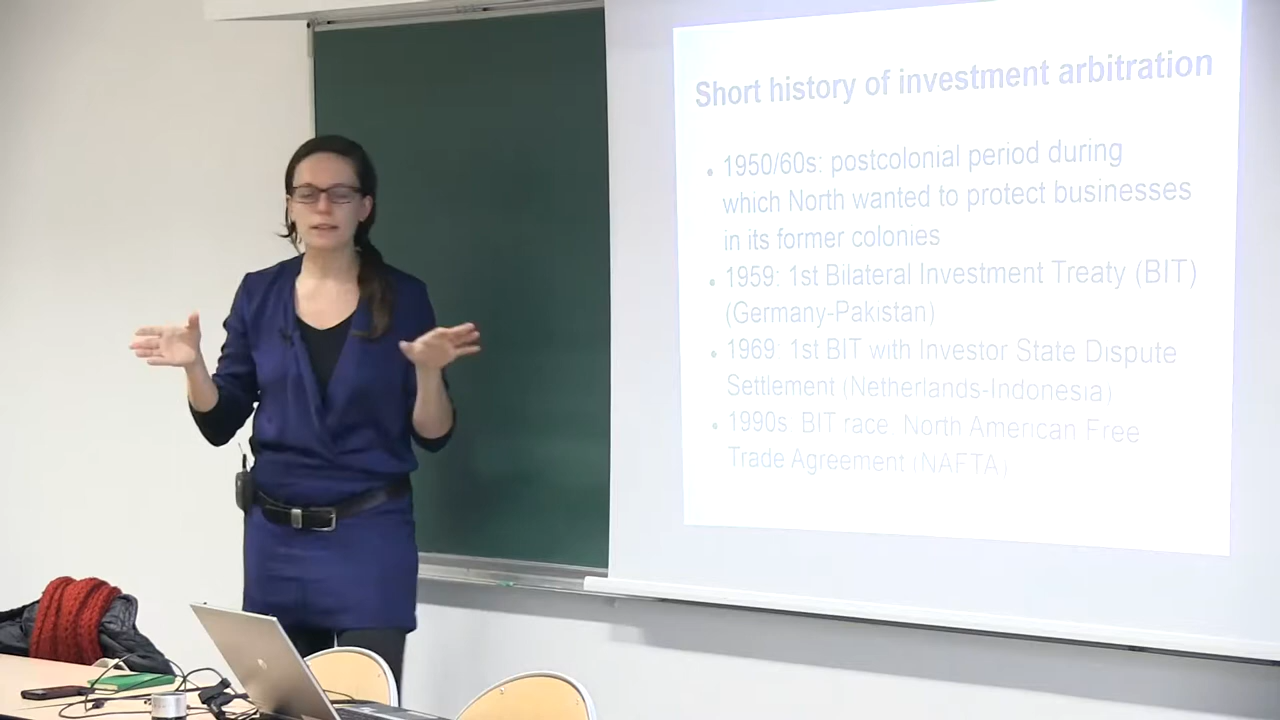 Short history of investment arbitration
• 1950/60s: postcolonial period during
which North wanted to protect businesses
in its former colonies
• 1959: 1st Bilateral Investment Treaty (BIT)
(Germany-Pakistan)
• 1969: 1st BIT with Investor State Dispute
Settlement (Netherlands-Indonesia)
• 1990s: BIT race: North American Free
Trade Agreement (NAFTA)